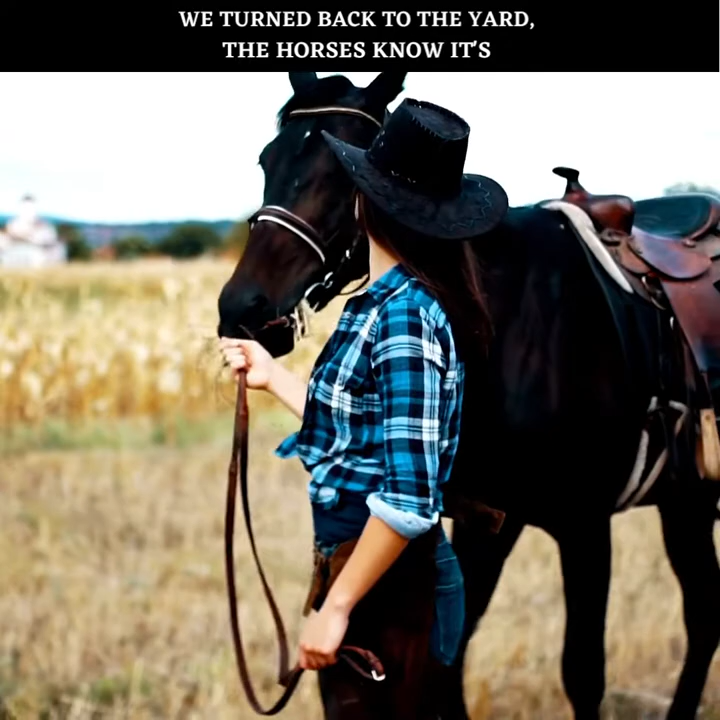 WE TURNED BACK TO THE YARD,
THE HORSES KNOW IT'S